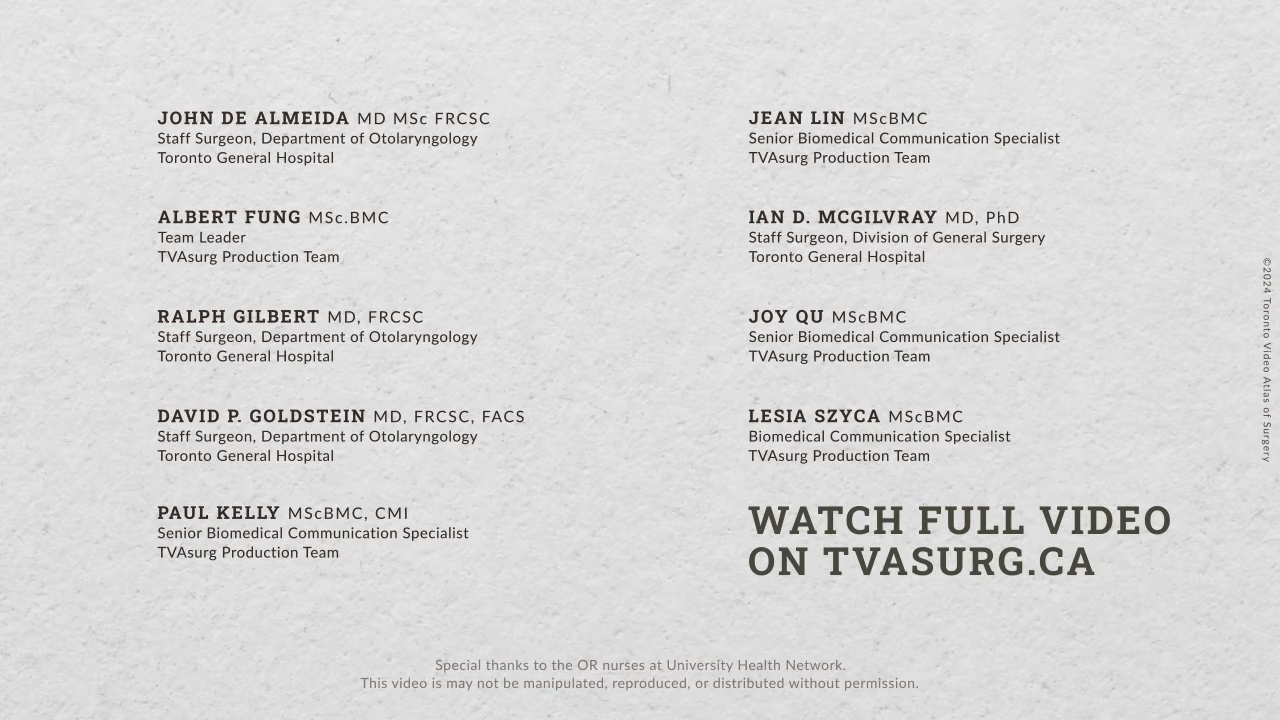 JOHN DE ALMEIDA MD MSc FRCSC
Staff Surgeon, Department of Otolaryngology
Toronto General Hospital
ALBERT FUNG MSc.BMC
Team Leader
TVAsurg Production Team
RALPH GILBERT MD, FRCSC
Staff Surgeon, Department of Otolaryngology
Toronto General Hospital
DAVID P. GOLDSTEIN MD, FRCSC, FACS
Staff Surgeon, Department of Otolaryngology
Toronto General Hospital
PAUL KELLY MScBMC, CMI
Senior Biomedical Communication Specialist
TVAsurg Production Team
JEAN LIN MScBMC
Senior Biomedical Communication Specialist
TVAsurg Production Team
IAN D. MCGILVRAY MD, PhD
Staff Surgeon, Division of General Surgery
Toronto General Hospital
JOY QU MScBMC
Senior Biomedical Communication Specialist
TVAsurg Production Team
LESIA SZYCA MScBMC
Biomedical Communication Specialist
TVAsurg Production Team
WATCH FULL VIDEO
ON TVASURG.CA
Special thanks to the OR nurses at University Health Network.
This video is may not be manipulated, reproduced, or distributed without permission.
©2024 Toronto Video Atlas of Surgery